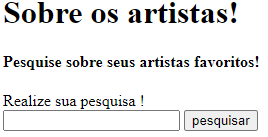 Sobre os artistas!
Pesquise sobre seus artistas favoritos!
Realize sua pesquisa !
pesquisar